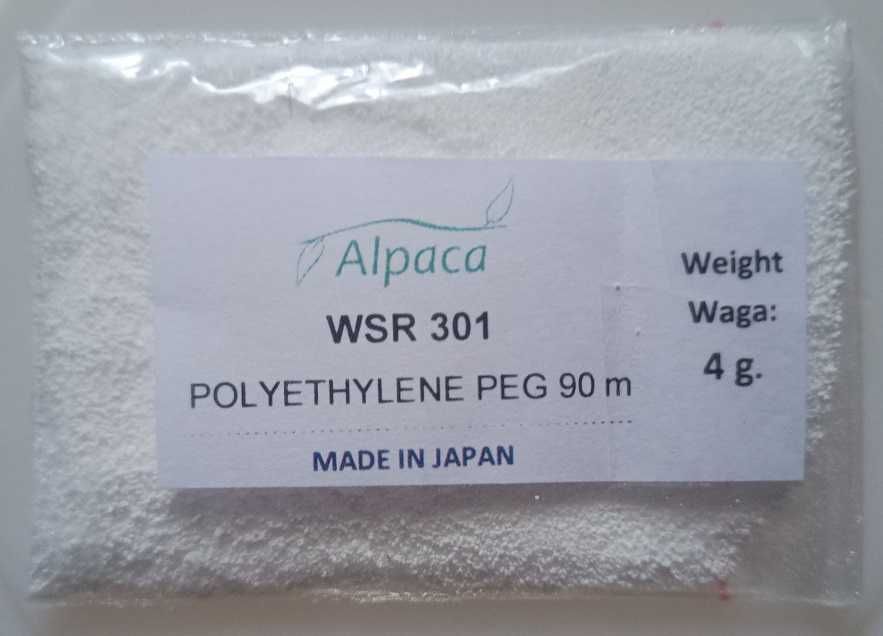 Alpaca
WSR 301
POLYETHYLENE PEG 90 m
MADE IN JAPAN
Weight
Waga:
4 g.